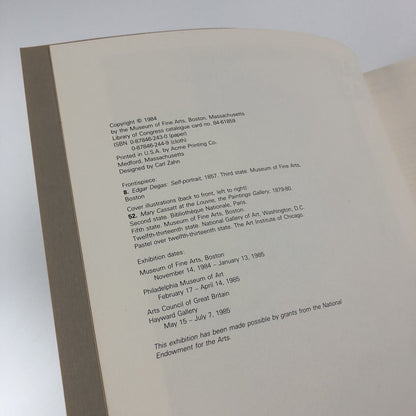 Copyright © 1984
by the Museum of Fine Arts, Boston, Massachusetts
Library of Congress catalogue card no. 84-61859
ISBN 0-87846-243-0 (paper)
0-87846-244-9 (cloth)
Printed in U.S.A. by Acme Printing Co.
Medford, Massachusetts
Designed by Carl Zahn
Frontispiece:
8. Edgar Degas: Self-portrait, 1857. Third state. Museum of Fine Arts,
Boston
Cover illustrations (back to front, left to right)
52. Mary Cassatt at the Louvre, the Paintings Gallery, 1879-80.
Second state. Bibliothèque Nationale, Paris.
Fifth state. Museum of Fine Arts, Boston.
Twelfth-thirteenth state. National Gallery of Art, Washington, D.C.
Pastel over twelfth-thirteenth state. The Art Institute of Chicago.
Exhibition dates:
Museum of Fine Arts, Boston
November 14, 1984 – January 13, 1985
Philadelphia Museum of Art
February 17 – April 14, 1985
Arts Council of Great Britain
Hayward Gallery
May 15 – July 7, 1985
This exhibition has been made possible by grants from the National
Endowment for the Arts.